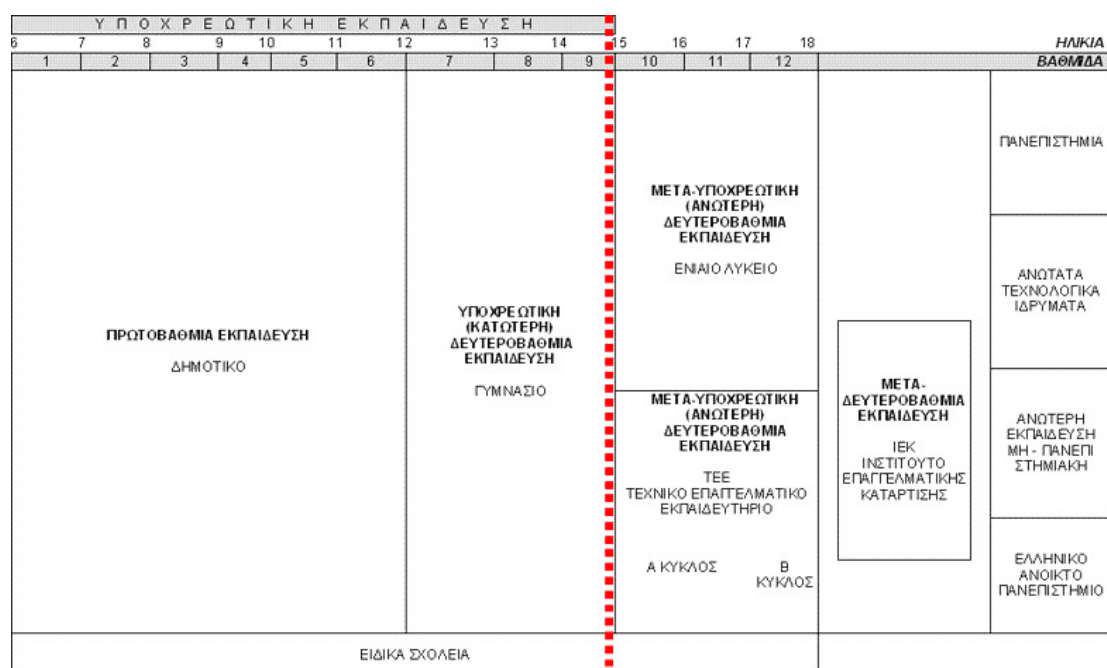 ΥΠΟΧΡΕΩΤΙΚΗ ΕΚΠΑΙΔΕΥΣΗ
6 7 8 9 10 11 12 13 14 15 16 17 18 ΗΛΙΚΙΑ
1 2 3 4 5 6 7 8 9 10 11 12 ΒΑΘΜΙΔΑ
ΠΡΩΤΟΒΑΘΜΙΑ ΕΚΠΑΙΔΕΥΣΗ
ΔΗΜΟΤΙΚΟ
ΥΠΟΧΡΕΩΤΙΚΗ
(ΚΑΤΩΤΕΡΗ)
ΔΕΥΤΕΡΟΒΑΘΜΙΑ
ΕΚΠΑΙΔΕΥΣΗ
ΓΥΜΝΑΣΙΟ
ΜΕΤΑ-ΥΠΟΧΡΕΩΤΙΚΗ
(ΑΝΩΤΕΡΗ)
ΔΕΥΤΕΡΟΒΑΘΜΙΑ
ΕΚΠΑΙΔΕΥΣΗ
ΕΝΙΑΙΟ ΛΥΚΕΙΟ
ΜΕΤΑ-ΥΠΟΧΡΕΩΤΙΚΗ
(ΑΝΩΤΕΡΗ)
ΔΕΥΤΕΡΟΒΑΘΜΙΑ
ΕΚΠΑΙΔΕΥΣΗ
ΤΕΕ
ΤΕΧΝΙΚΟ ΕΠΑΓΓΕΛΜΑΤΙΚΟ
ΕΚΠΑΙΔΕΥΤΗΡΙΟ
Α ΚΥΚΛΟΣ
Β
ΚΥΚΛΟΣ
ΜΕΤΑ-
ΔΕΥΤΕΡΟΒΑΘΜΙΑ
ΕΚΠΑΙΔΕΥΣΗ
ΙΕΚ
ΙΝΣΤΙΤΟΥΤΟ
ΕΠΑΓΓΕΛΜΑΤΙΚΗΣ
ΚΑΤΑΡΤΙΣΗΣ
ΠΑΝΕΠΙΣΤΗΜΙΑ
ΑΝΩΤΑΤΑ
ΤΕΧΝΟΛΟΓΙΚΑ
ΙΔΡΥΜΑΤΑ
ΑΝΩΤΕΡΗ
ΕΚΠΑΙΔΕΥΣΗ
ΜΗ - ΠΑΝΕΠΙ
ΣΤΗΜΙΑΚΗ
ΕΛΛΗΝΙΚΟ
ΑΝΟΙΚΤΟ
ΠΑΝΕΠΙΣΤΗΜΙΟ
ΕΙΔΙΚΑ ΣΧΟΛΕΙΑ